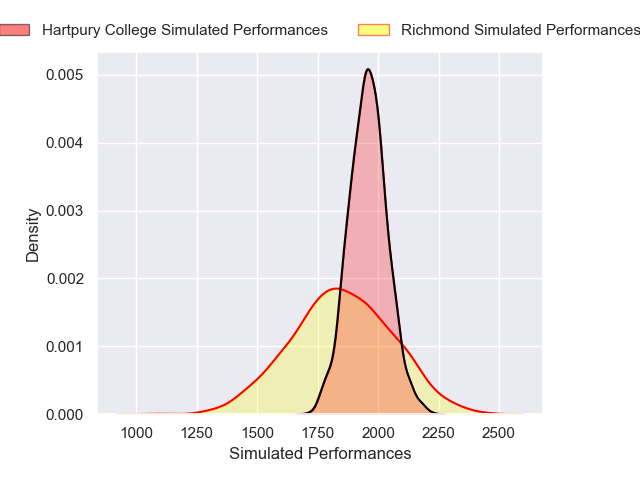 Hartpury College Simulated Performances
Richmond Simulated Performances
0.005
0.004
0.003
0.002
0.001
0.000
Density
1000 1250 1500 1750 2000 2250 2500
Simulated Performances